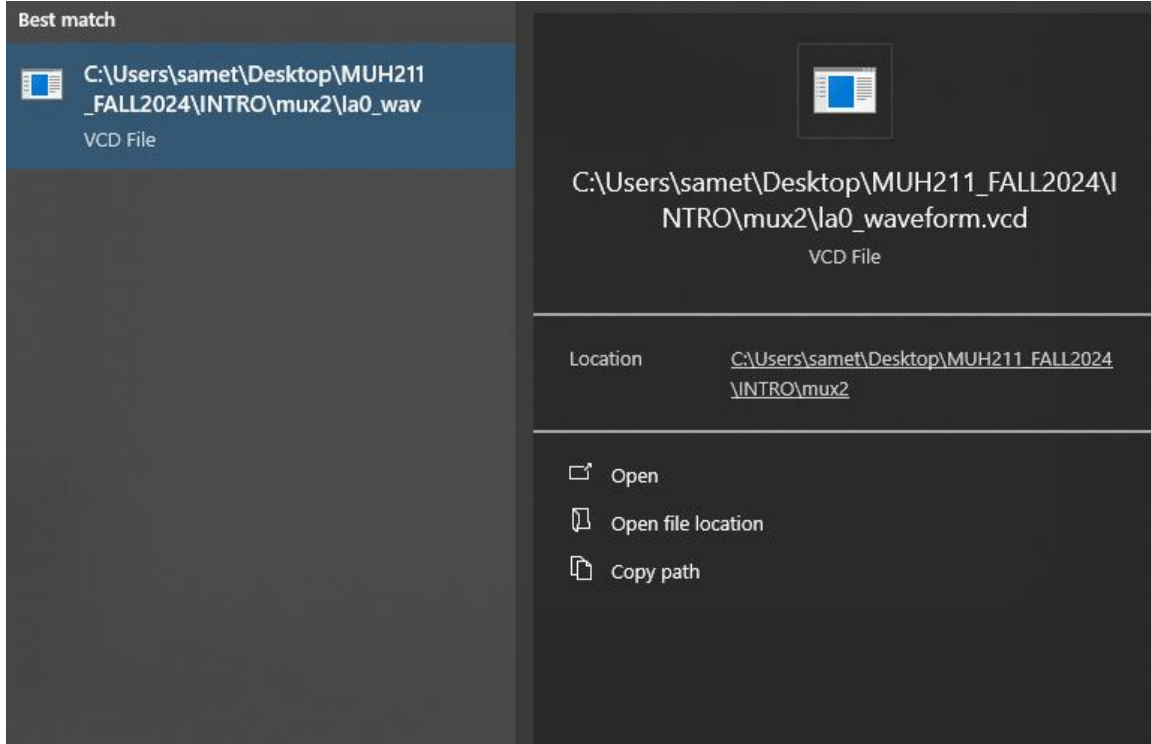 Best match
C:\Users\samet\Desktop\MUH211
_FALL2024\INTRO\mux2\la0_wav
VCD File
C:\Users\samet\Desktop\MUH211_FALL2024\I
NTRO\mux2\la0_waveform.vcd
VCD File
Location
C:\Users\samet\Desktop\MUH211_FALL2024
\INTRO\mux2
Open
Open file location
Copy path